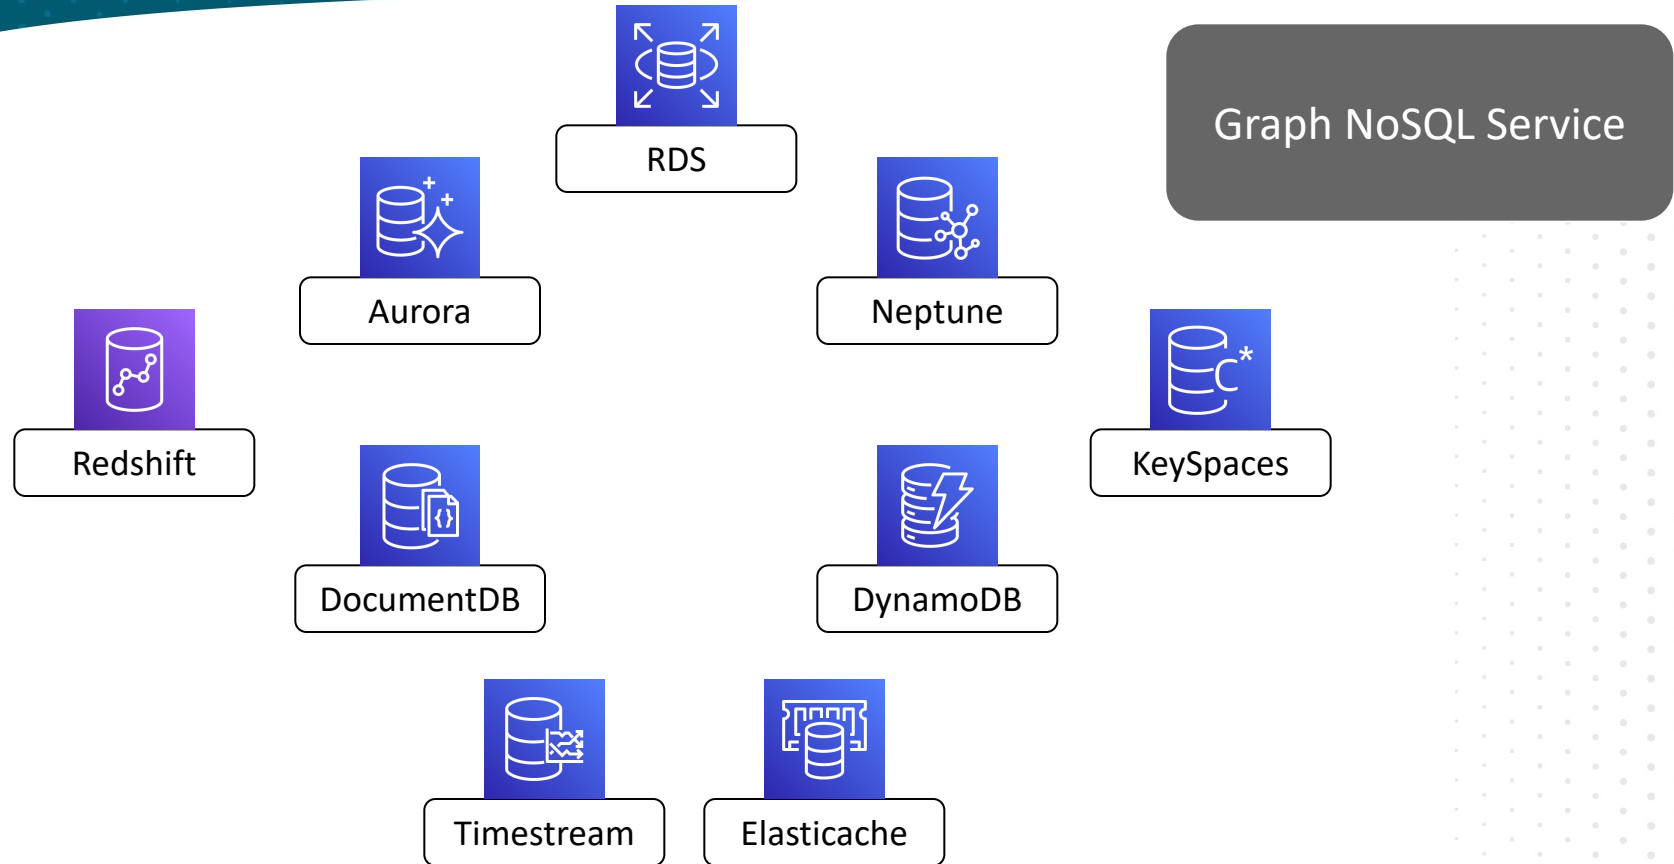 RDS
Graph NoSQL Service
Aurora
Neptune
C*
Redshift
KeySpaces
{}
DocumentDB
DynamoDB
Timestream
Elasticache